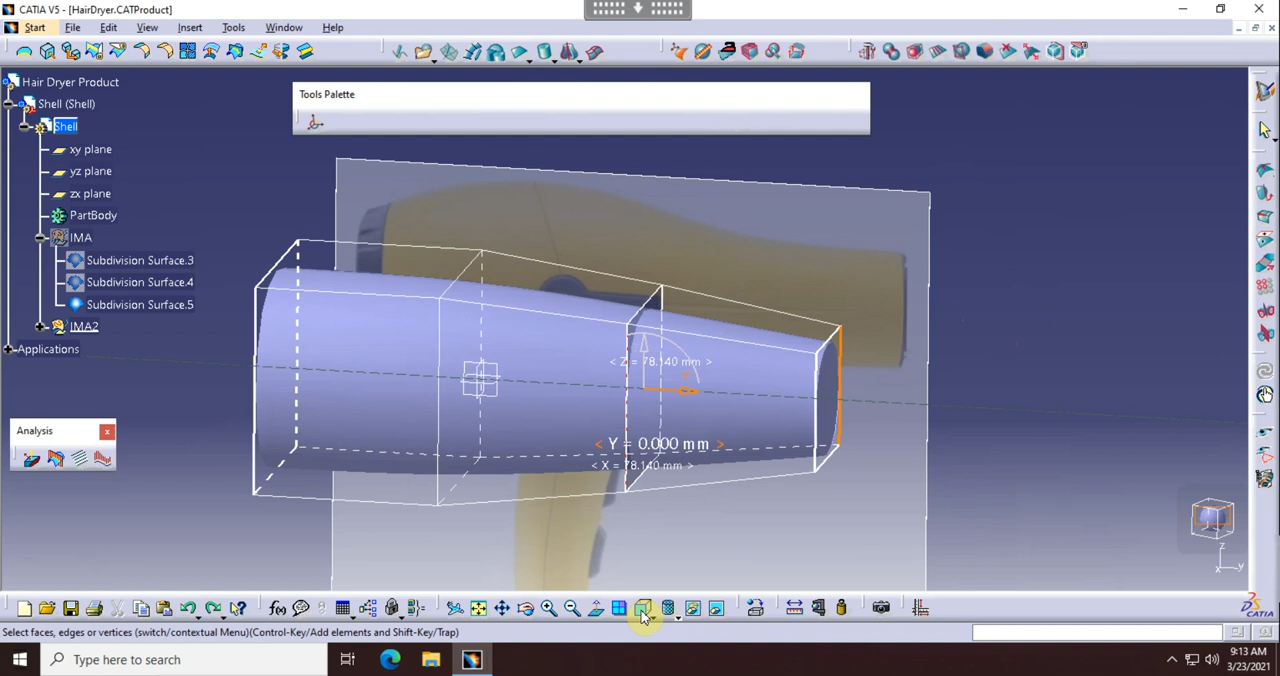 CATIA V5 - [HairDryer.CATProduct]
Start File Edit View Insert Tools Window Help
Tools Palette
Hair Dryer Product
Shell (Shell)
Shell
xy plane
yz plane
zx plane
PartBody
IMA
Subdivision Surface.3
Subdivision Surface.4
Subdivision Surface.5
IMA2
Applications
Analysis
< Z = 78.140 mm >
< Y = 0.000 mm >
< X = 78.140 mm >
z
y
x
f(x)
CATIA
Select faces, edges or vertices (switch/contextual Menu)(Control-Key/Add elements and Shift-Key/Trap)
Type here to search
9:13 AM
3/23/2021